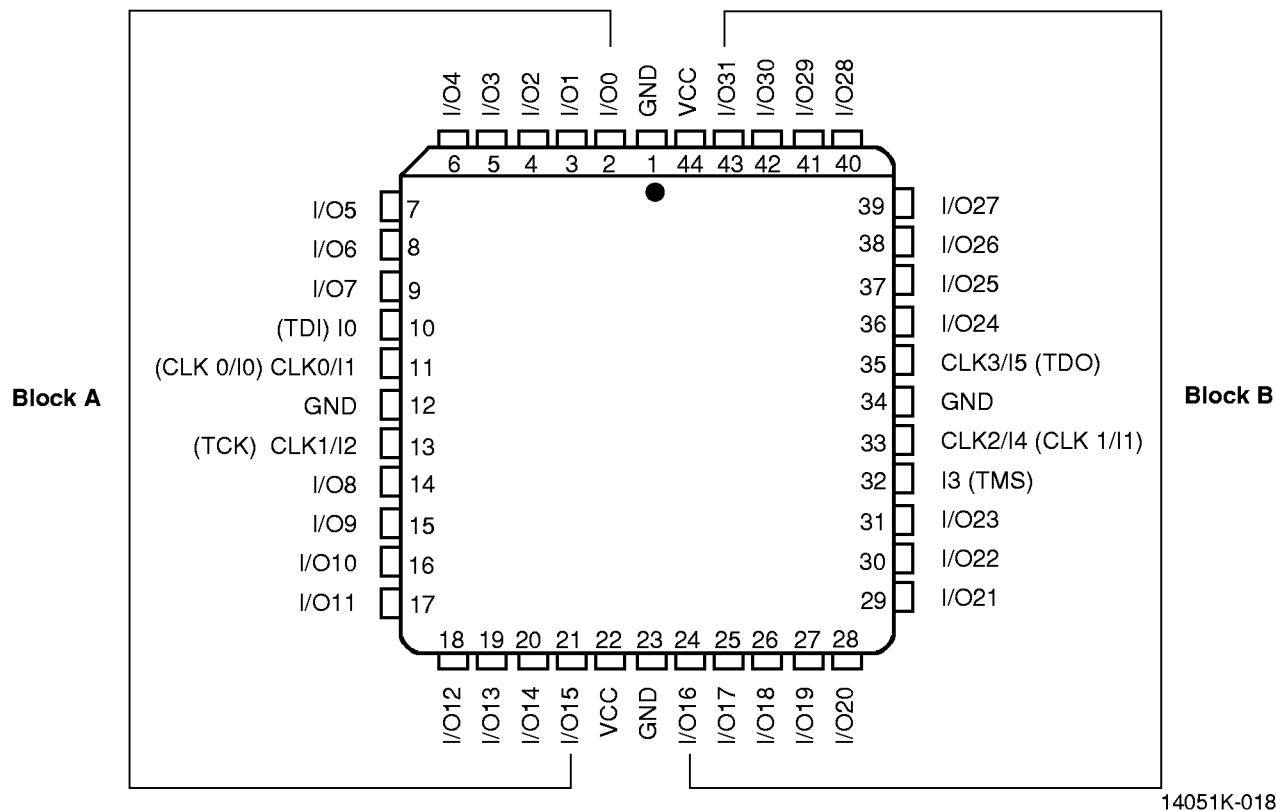 I/O4
I/O3
I/O2
I/O1
I/O0
GND
VCC
I/O31
I/O30
I/O29
I/O28
6 5 4 3 2 1 44 43 42 41 40
I/O5 7
I/O6 8
I/O7 9
(TDI) I0 10
(CLK 0/I0) CLK0/I1 11
GND 12
(TCK) CLK1/I2 13
I/O8 14
I/O9 15
I/O10 16
I/O11 17
39 I/O27
38 I/O26
37 I/O25
36 I/O24
35 CLK3/I5 (TDO)
34 GND
33 CLK2/I4 (CLK 1/I1)
32 I3 (TMS)
31 I/O23
30 I/O22
29 I/O21
Block A
Block B
18 19 20 21 22 23 24 25 26 27 28
I/O12
I/O13
I/O14
I/O15
VCC
GND
I/O16
I/O17
I/O18
I/O19
I/O20
14051K-018